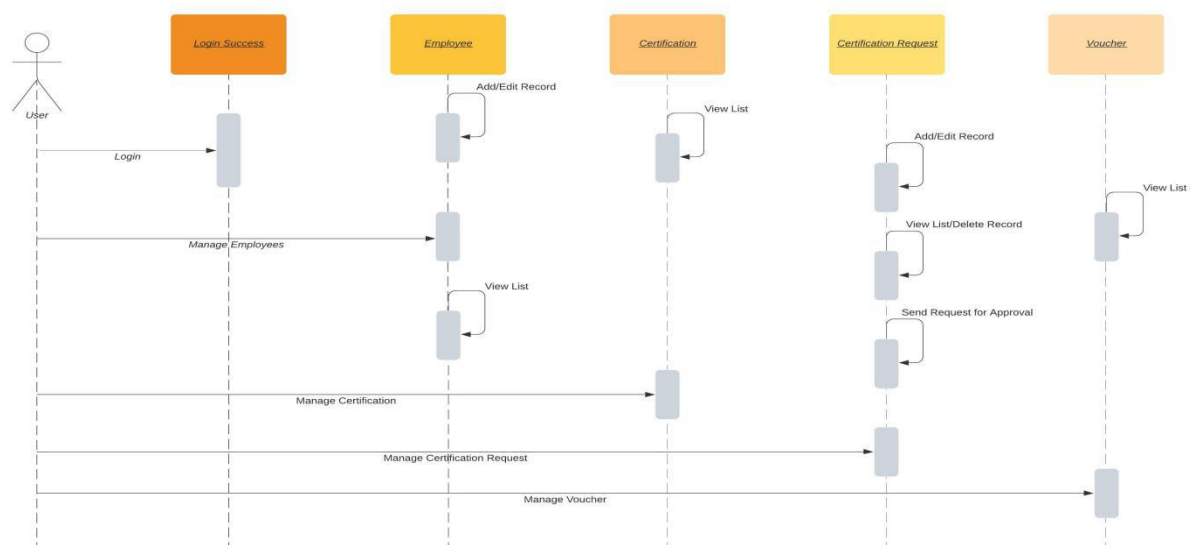 Login Success
Employee
Certification
Certification Request
Voucher
User
Add/Edit Record
View List
Add/Edit Record
Login
View List
View List/Delete Record
Manage Employees
View List
Send Request for Approval
Manage Certification
Manage Certification Request
Manage Voucher